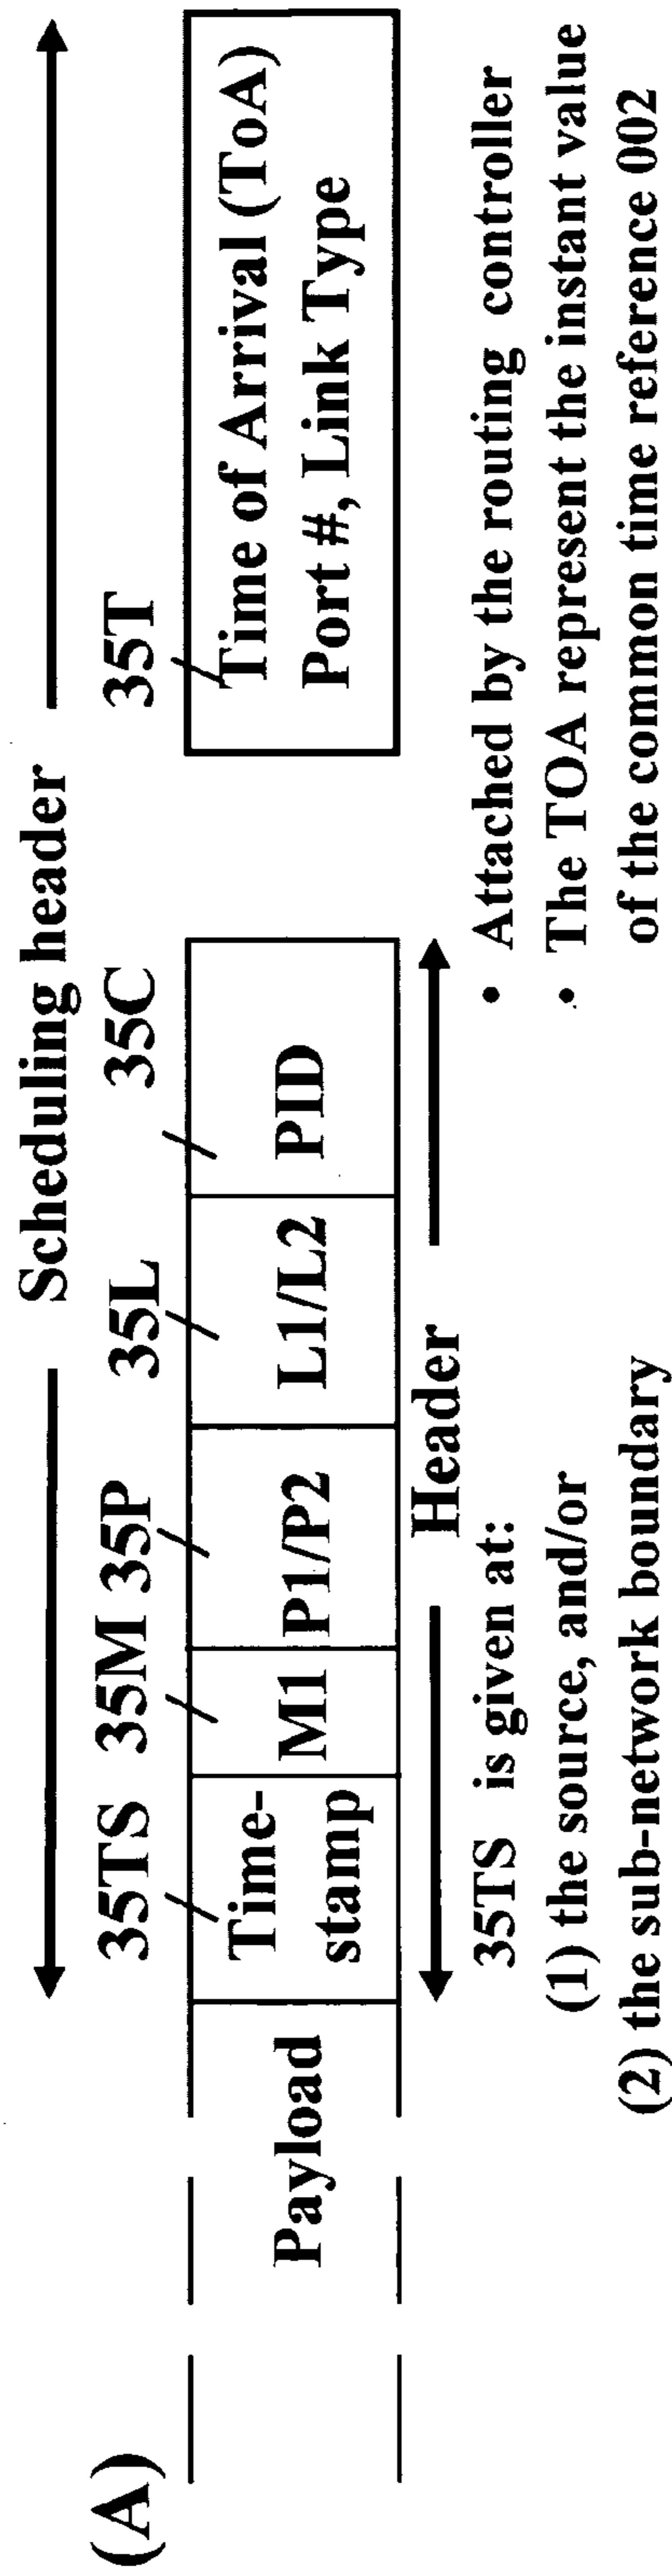 (A)
Scheduling header
35TS 35M 35P 35L 35C 35T
Payload
Time-
stamp
M1
P1/P2
L1/L2
PID
Time of Arrival (ToA)
Port #, Link Type
Header
35TS is given at:
(1) the source, and/or
(2) the sub-network boundary
• Attached by the routing controller
• The TOA represent the instant value
of the common time reference 002